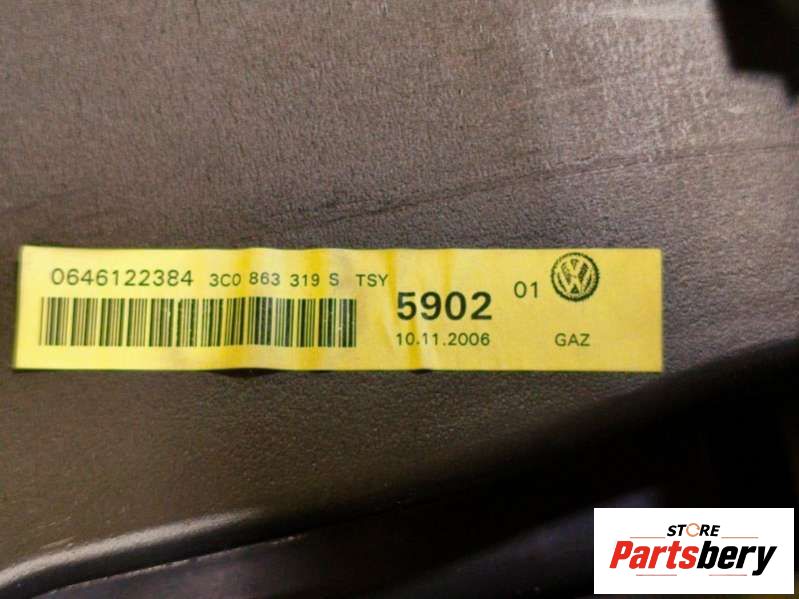 0646122384 3C0 863 319 S TSY
5902 01
10.11.2006 GAZ
STORE
Partsbery